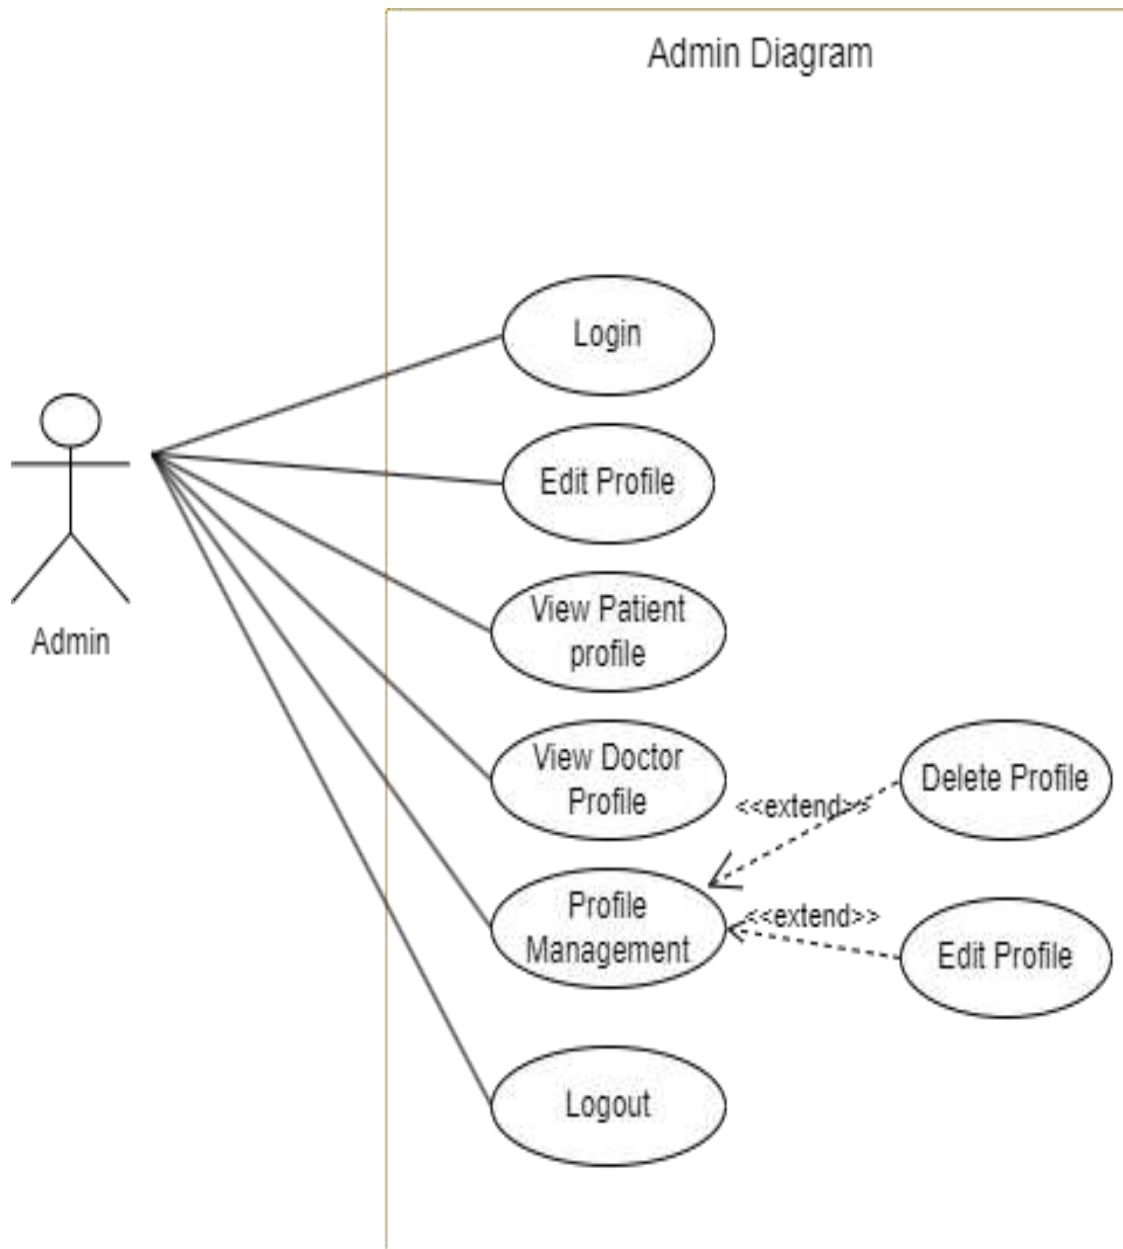 Admin Diagram
Login
Edit Profile
View Patient
profile
Admin
View Doctor
Profile
<<extend>>
Delete Profile
Profile
Management
<<extend>>
Edit Profile
Logout